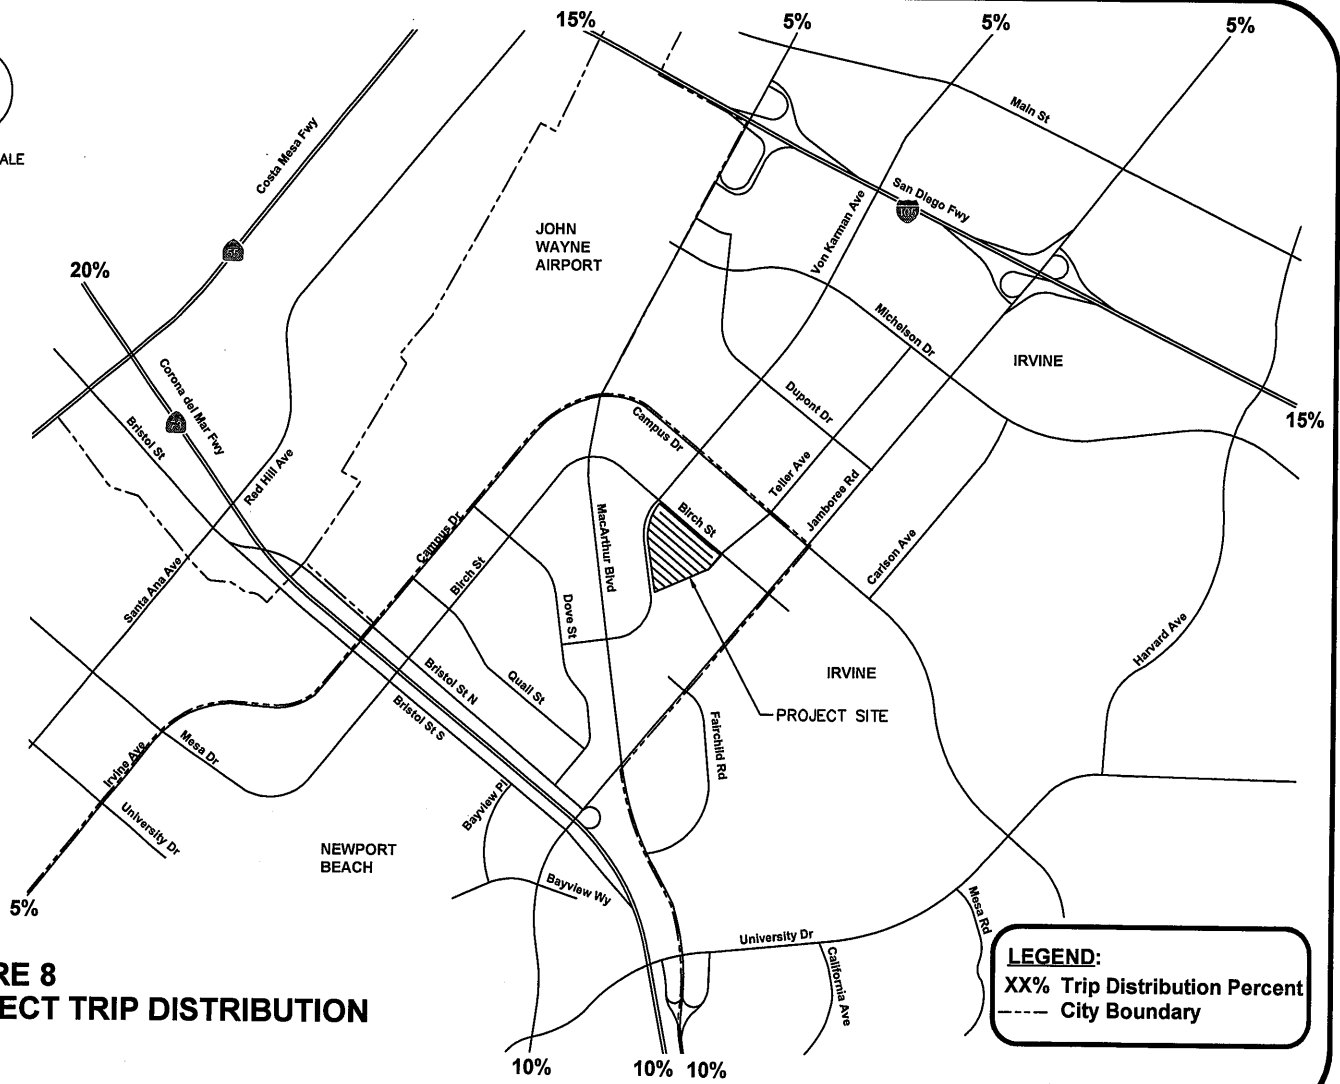 15%
5%
5%
5%
Main St
ALE
Costa Mesa Fwy
55
JOHN
WAYNE
AIRPORT
Von Karman Ave
San Diego Fwy
405
20%
Michelson Dr
IRVINE
15%
Corona del Mar Fwy
73
Bristol St
Red Hill Ave
Dupont Dr
Campus Dr
Teller Ave
Jamboree Rd
Birch St
MacArthur Blvd
Campus Dr
Birch St
Carlson Ave
Santa Ana Ave
Dove St
Harvard Ave
Bristol St N
Quail St
IRVINE
PROJECT SITE
Bristol St S
Fairchild Rd
Irvine Ave
Mesa Dr
University Dr
Bayview Pl
NEWPORT
BEACH
Bayview Wy
5%
University Dr
Mesa Rd
California Ave
RE 8
ECT TRIP DISTRIBUTION
LEGEND:
XX% Trip Distribution Percent
City Boundary
10%
10%
10%